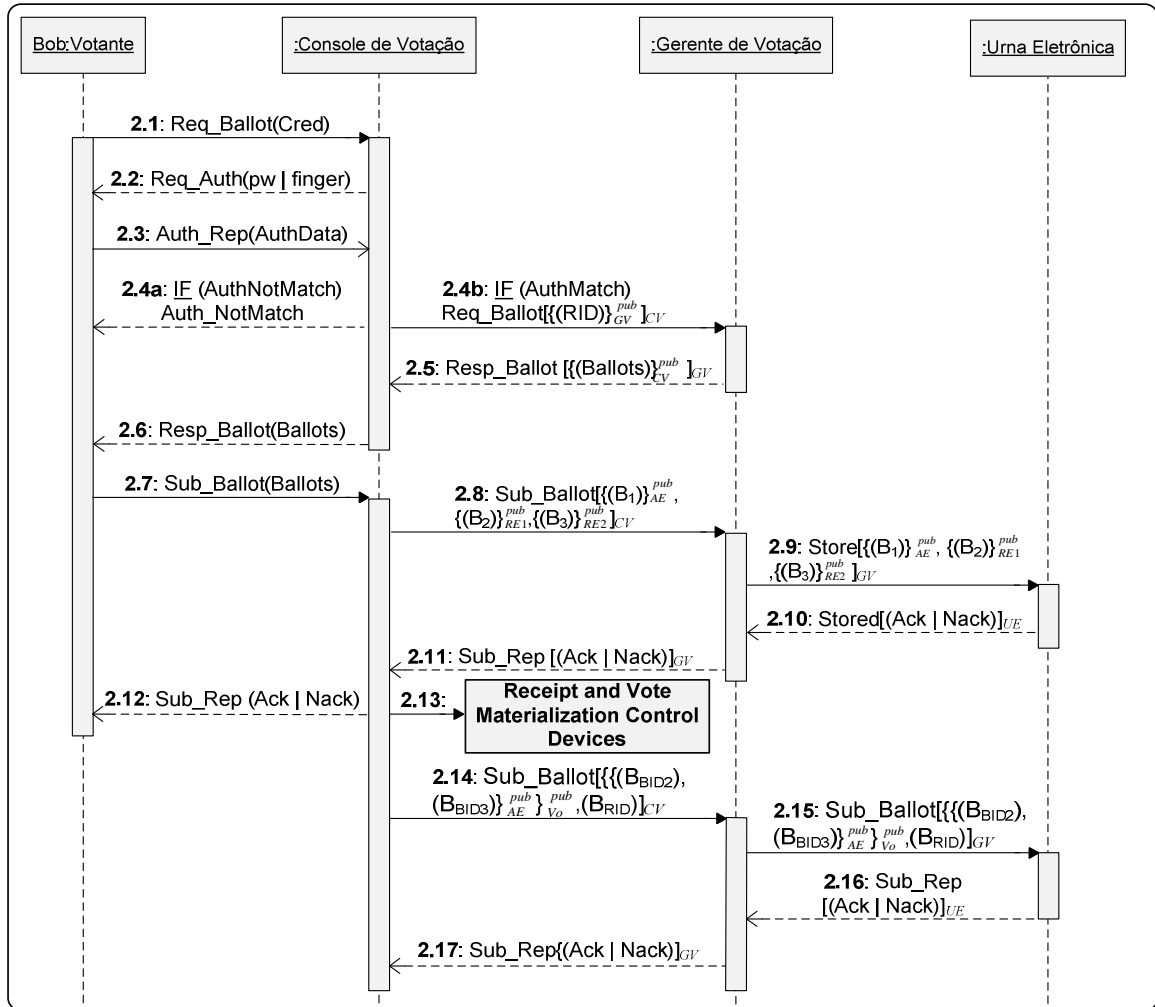 Bob:Votante
:Console de Votação
:Gerente de Votação
:Urna Eletrônica
2.1: Req_Ballot(Cred)
2.2: Req_Auth(pw | finger)
2.3: Auth_Rep(AuthData)
2.4a: IF (AuthNotMatch)
Auth_NotMatch
2.4b: IF (AuthMatch)
Req_Ballot[{(RID)}pub GV ]CV
2.5: Resp_Ballot [{(Ballots)}pub CV ]GV
2.6: Resp_Ballot(Ballots)
2.7: Sub_Ballot(Ballots)
2.8: Sub_Ballot[{(B1)}pub AE ,
{(B2)}pub RE1,{(B3)}pub RE2 ]CV
2.9: Store[{(B1)}pub AE , {(B2)}pub RE1
,{(B3)}pub RE2 ]GV
2.10: Stored[(Ack | Nack)]UE
2.11: Sub_Rep [(Ack | Nack)]GV
2.12: Sub_Rep (Ack | Nack)
2.13:
Receipt and Vote
Materialization Control
Devices
2.14: Sub_Ballot[{{(BBID2),
(BBID3)}pub AE }pub Vo ,(BRID)]CV
2.15: Sub_Ballot[{{(BBID2),
(BBID3)}pub AE }pub Vo ,(BRID)]GV
2.16: Sub_Rep
[(Ack | Nack)]UE
2.17: Sub_Rep{(Ack | Nack)]GV